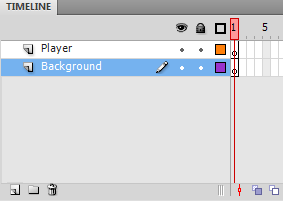 TIMELINE
1 5
Player
Background